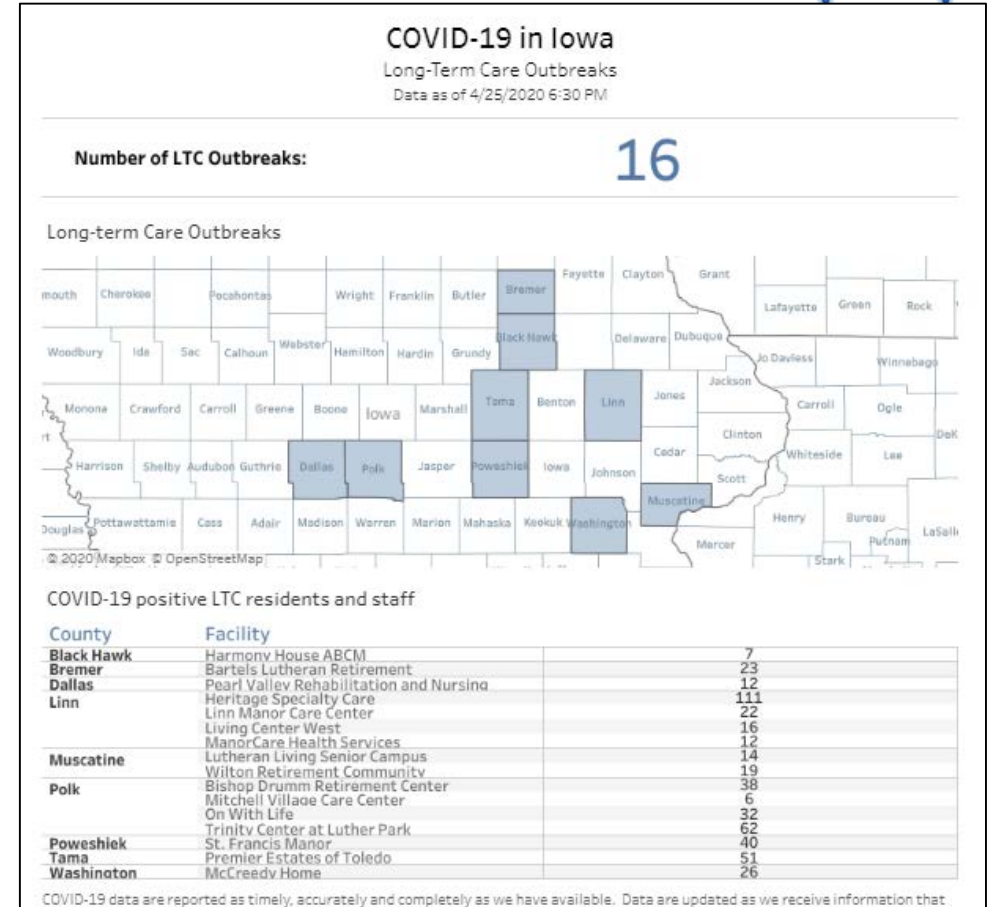 COVID-19 in Iowa
Long-Term Care Outbreaks
Data as of 4/25/2020 6:30 PM
Number of LTC Outbreaks: 16
Long-term Care Outbreaks
Fayette Clayton Grant
mouth Cherokee Pocahontas Wright Franklin Butler Bremer Lafayette Green Rock
Woodbury Ida Sac Calhoun Webster Hamilton Hardin Grundy Black Hawk Delaware Dubuque Jo Daviess Winnebago
Monona Crawford Carroll Greene Boone Iowa Marshall Tama Benton Linn Jones Jackson Carroll Ogle
Clinton DeK
Harrison Shelby Audubon Guthrie Dallas Polk Jasper Poweshiek Iowa Johnson Cedar Scott Whiteside Lee
Muscatine
Douglas Pottawattamie Cass Adair Madison Warren Marion Mahaska Keokuk Washington Henry Bureau LaSalle
Mercer Putnam
Stark
© 2020 Mapbox © OpenStreetMap
COVID-19 positive LTC residents and staff
County Facility
Black Hawk Harmony House ABCM 7
Bremer Bartels Lutheran Retirement 23
Dallas Pearl Valley Rehabilitation and Nursing 12
Linn Heritage Specialty Care 111
Linn Manor Care Center 22
Living Center West 16
ManorCare Health Services 12
Muscatine Lutheran Living Senior Campus 14
Wilton Retirement Community 19
Polk Bishop Drumm Retirement Center 38
Mitchell Village Care Center 6
On With Life 32
Trinity Center at Luther Park 62
Poweshiek St. Francis Manor 40
Tama Premier Estates of Toledo 51
Washington McCreedy Home 26
COVID-19 data are reported as timely, accurately and completely as we have available. Data are updated as we receive information that